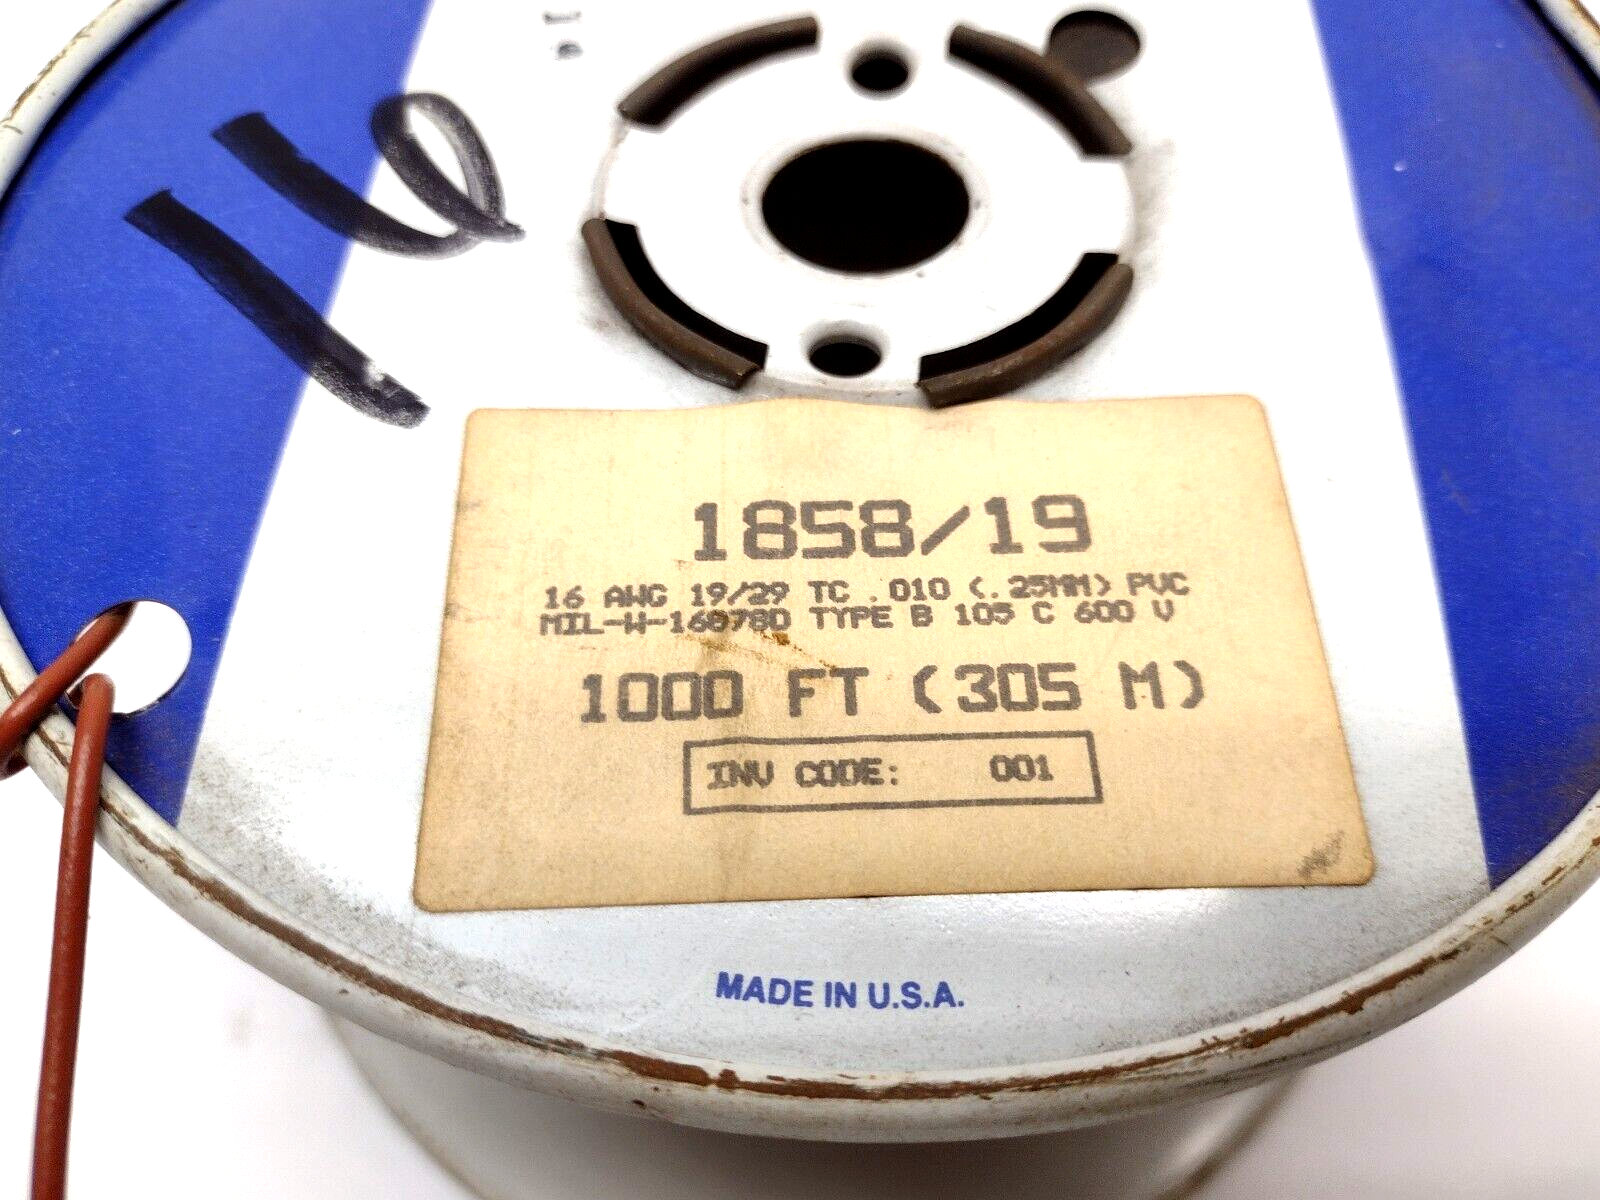 16
1858/19
16 AWG 19/29 TC .010 (.25MM) PVC
MIL-W-16878D TYPE B 105 C 600 V
1000 FT (305 M)
INV CODE: 001
MADE IN U.S.A.